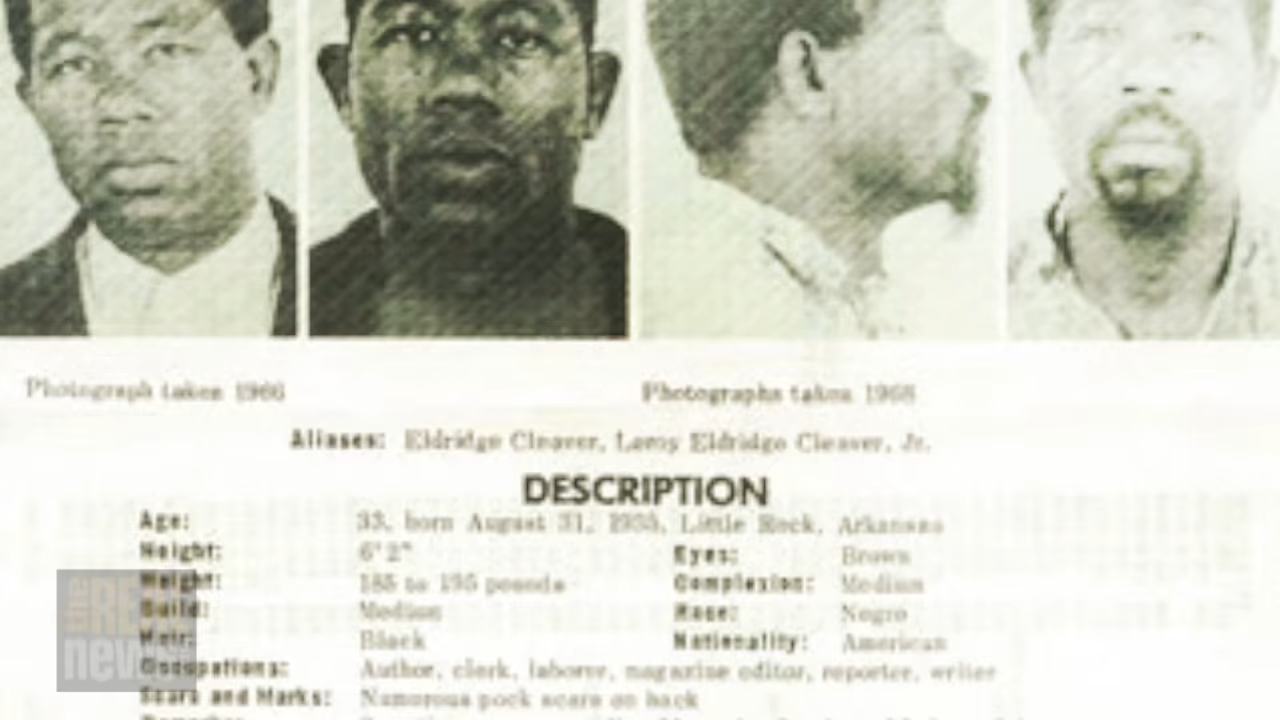 Photograph taken 1966
Photographs taken 1968
Aliases: Eldridge Cleaver, Leroy Eldridge Cleaver, Jr.
DESCRIPTION
Age: 33, born August 31, 1935, Little Rock, Arkansas
Height: 6' 2" Eyes: Brown
Weight: 185 to 195 pounds Complexion: Medium
Build: Medium Race: Negro
Hair: Black Nationality: American
Occupations: Author, clerk, laborer, magazine editor, reporter, writer
Scars and Marks: Numerous pock scars on back
THE REAL
news